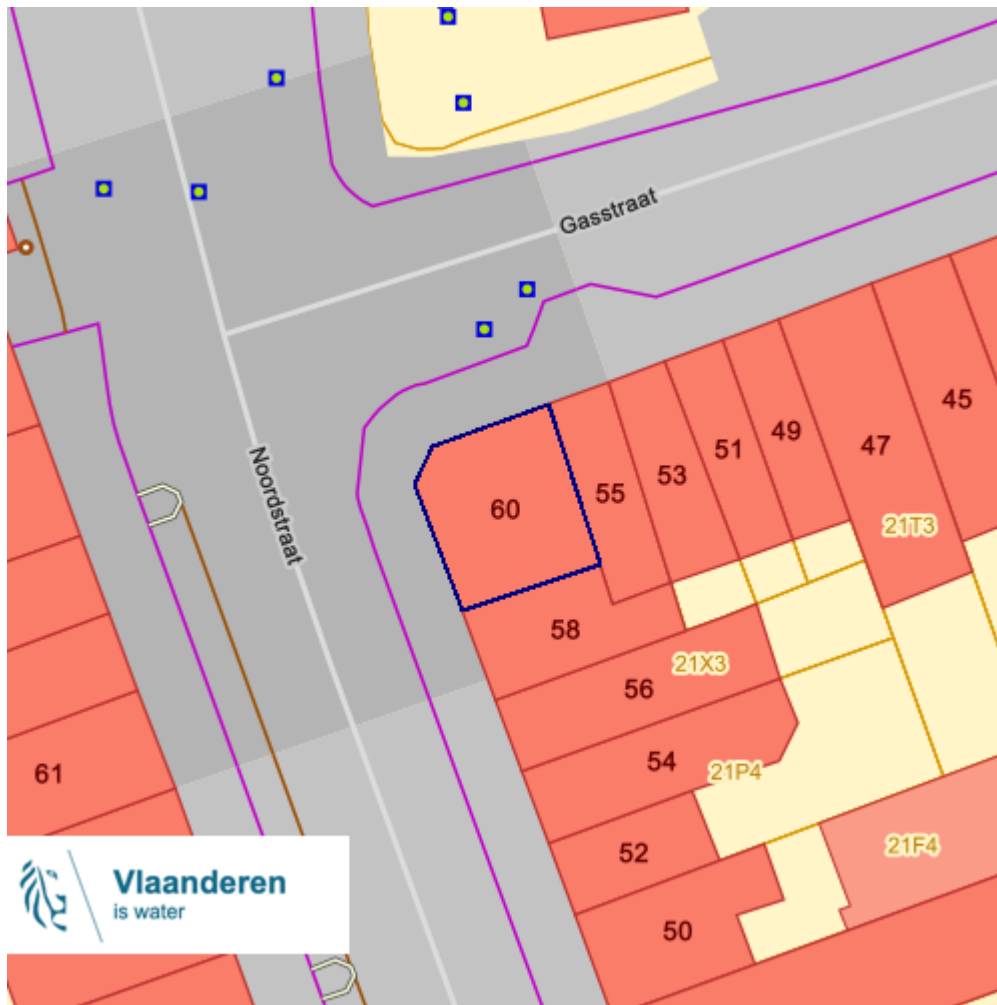 Gasstraat
Noordstraat
45
47
49
51
53
55
60
21T3
58
21X3
56
54
21P4
61
52
21F4
50
Vlaanderen
is water